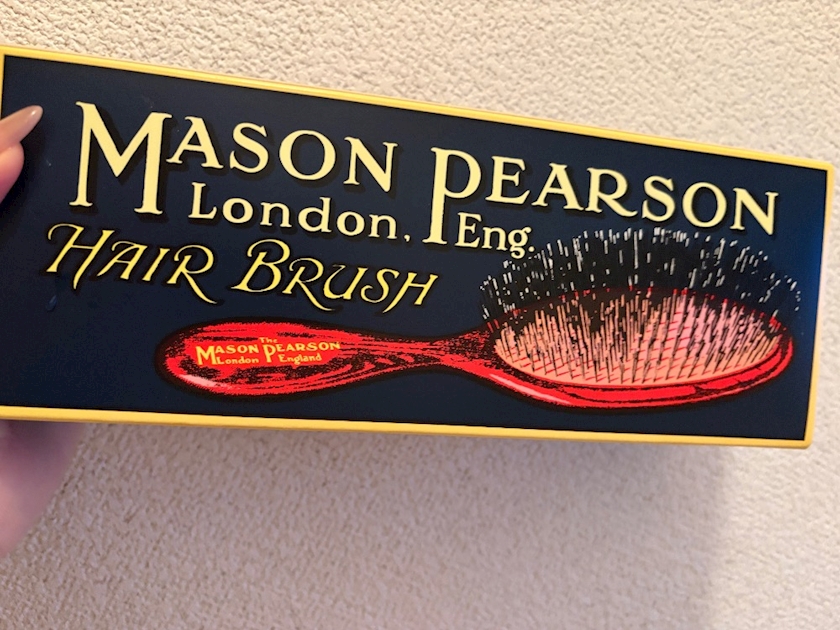 MASON PEARSON
London, Eng.
HAIR BRUSH
The
MASON PEARSON
London England